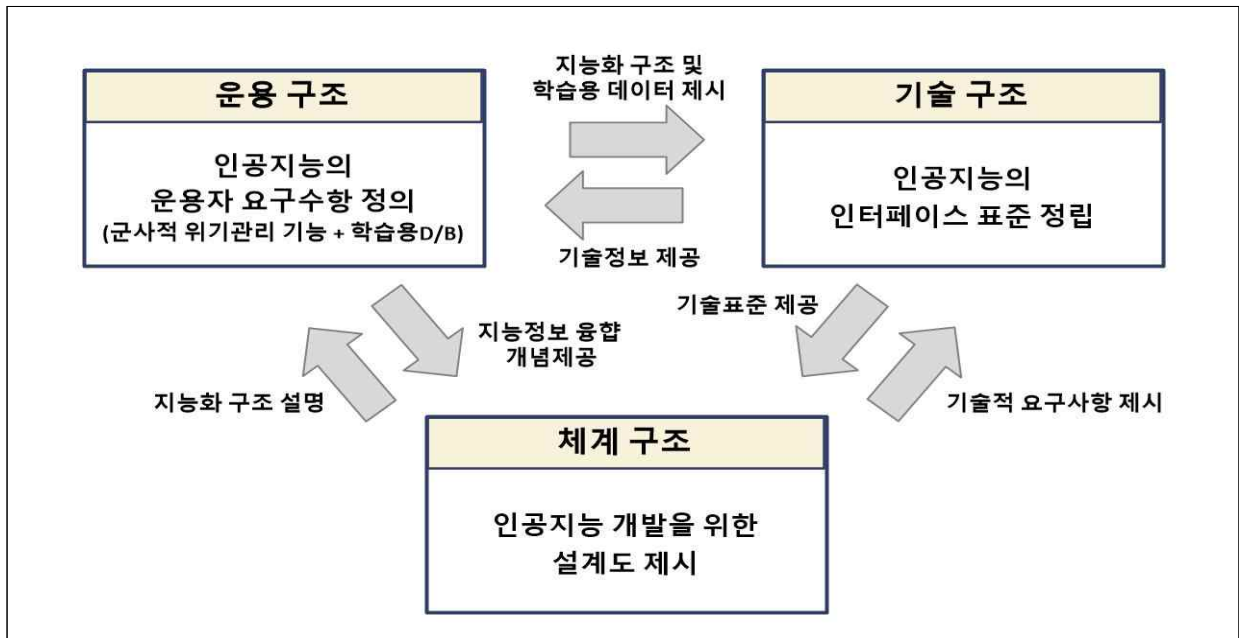 운용 구조
인공지능의
운용자 요구수항 정의
(군사적 위기관리 기능 + 학습용D/B)
지능화 구조 및
학습용 데이터 제시
기술정보 제공
기술 구조
인공지능의
인터페이스 표준 정립
지능화 구조 설명
지능정보 융햡
개념제공
기술표준 제공
기술적 요구사항 제시
체계 구조
인공지능 개발을 위한
설계도 제시